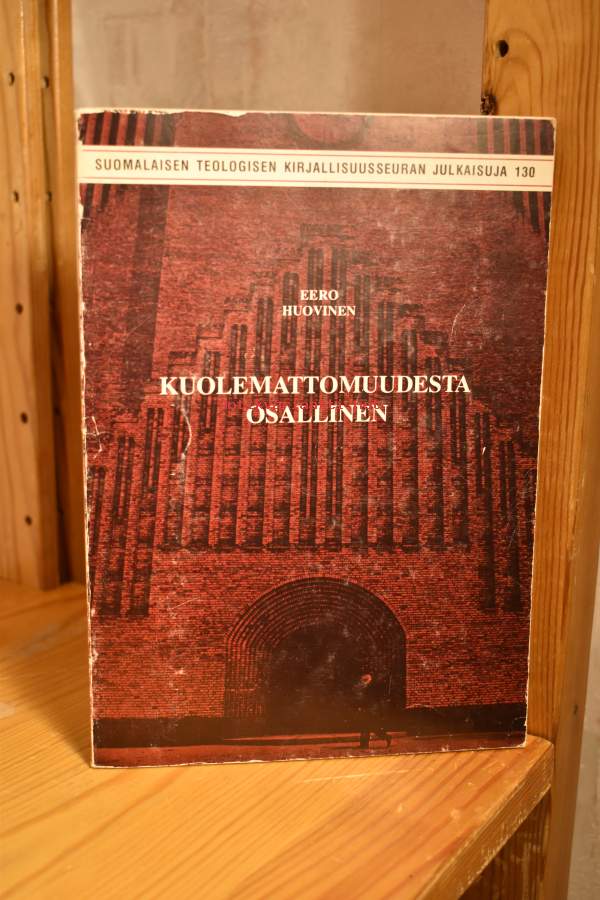 SUOMALAISEN TEOLOGISEN KIRJALLISUUSSEURAN JULKAISUJA 130
EERO
HUOVINEN
KUOLEMATTOMUUDESTA
OSALLINEN